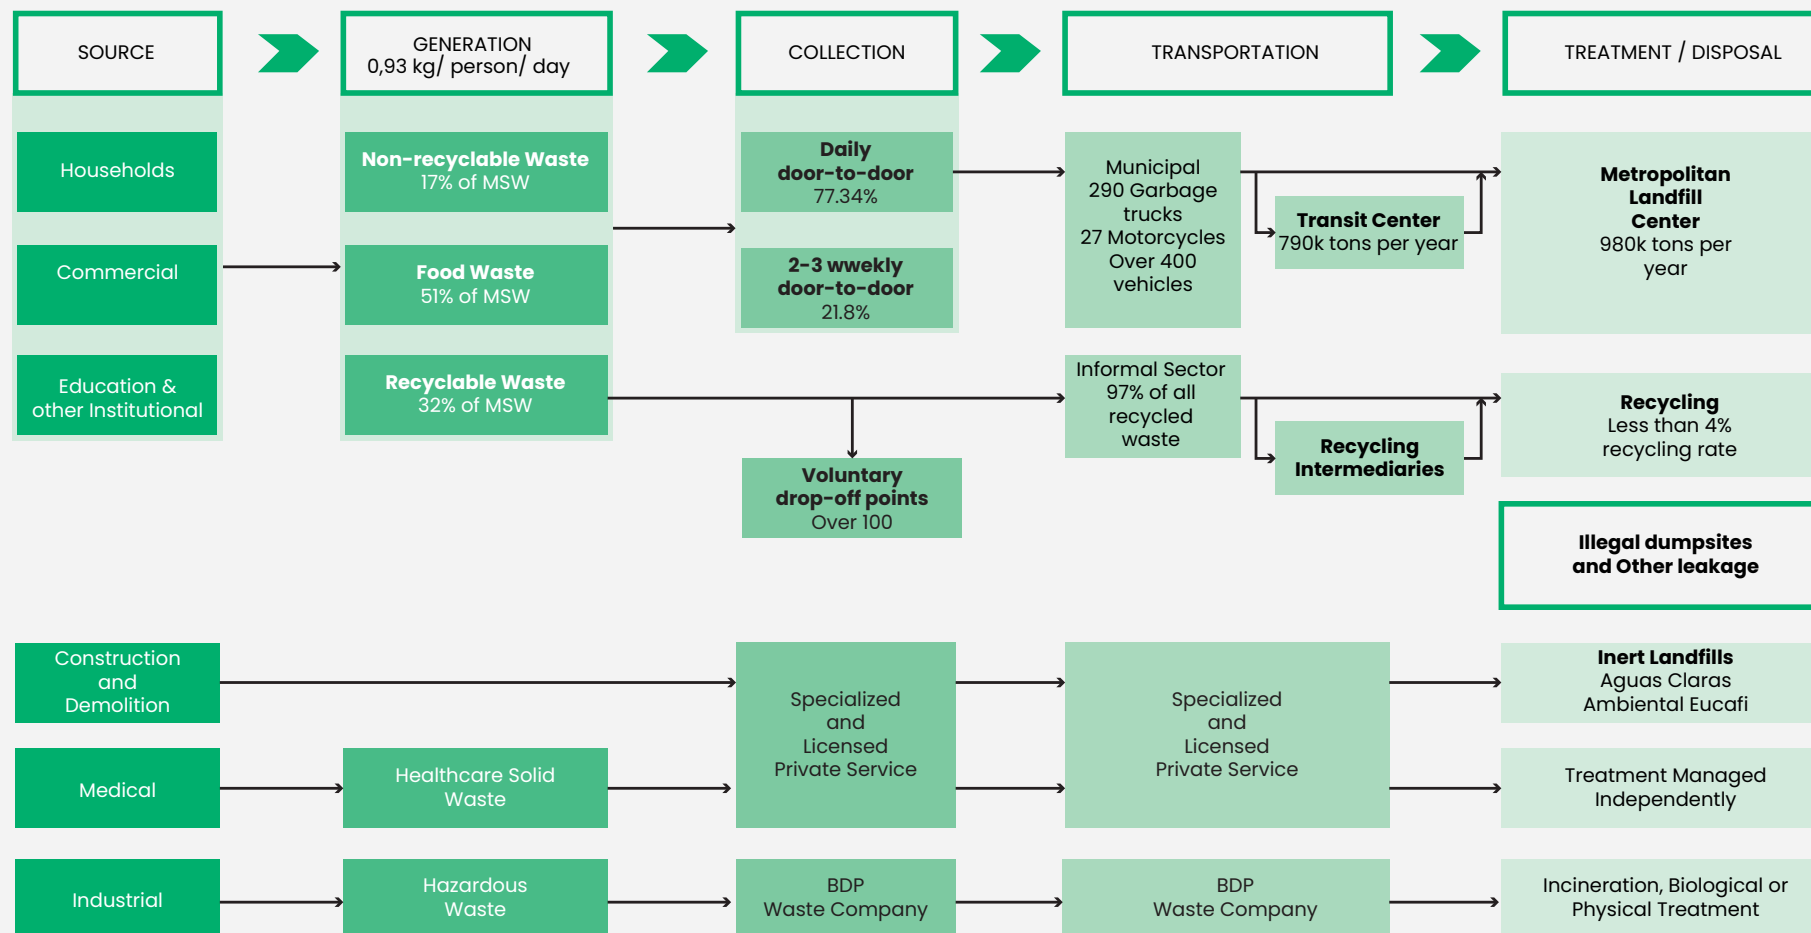 SOURCE
GENERATION
0,93 kg/ person/ day
COLLECTION
TRANSPORTATION
TREATMENT / DISPOSAL
Households
Non-recyclable Waste
17% of MSW
Daily
door-to-door
77.34%
Municipal
290 Garbage
trucks
27 Motorcycles
Over 400
vehicles
Transit Center
790k tons per year
Metropolitan
Landfill
Center
980k tons per
year
Commercial
Food Waste
51% of MSW
2-3 wwekly
door-to-door
21.8%
Education &
other Institutional
Recyclable Waste
32% of MSW
Informal Sector
97% of all
recycled
waste
Recycling
Intermediaries
Recycling
Less than 4%
recycling rate
Voluntary
drop-off points
Over 100
Illegal dumpsites
and Other leakage
Construction
and
Demolition
Specialized
and
Licensed
Private Service
Specialized
and
Licensed
Private Service
Inert Landfills
Aguas Claras
Ambiental Eucafi
Medical
Healthcare Solid
Waste
Treatment Managed
Independently
Industrial
Hazardous
Waste
BDP
Waste Company
BDP
Waste Company
Incineration, Biological or
Physical Treatment